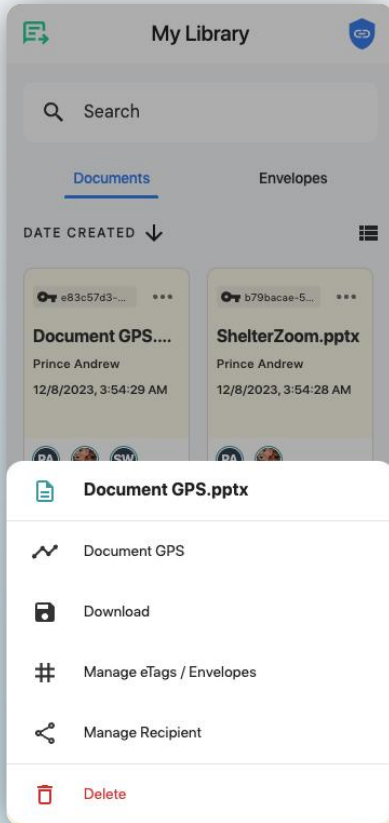 My Library
Search
Documents Envelopes
DATE CREATED
e83c57d3-... b79bacae-5...
Document GPS.... ShelterZoom.pptx
Prince Andrew Prince Andrew
12/8/2023, 3:54:29 AM 12/8/2023, 3:54:28 AM
PA SW PA
Document GPS.pptx
Document GPS
Download
Manage eTags / Envelopes
Manage Recipient
Delete